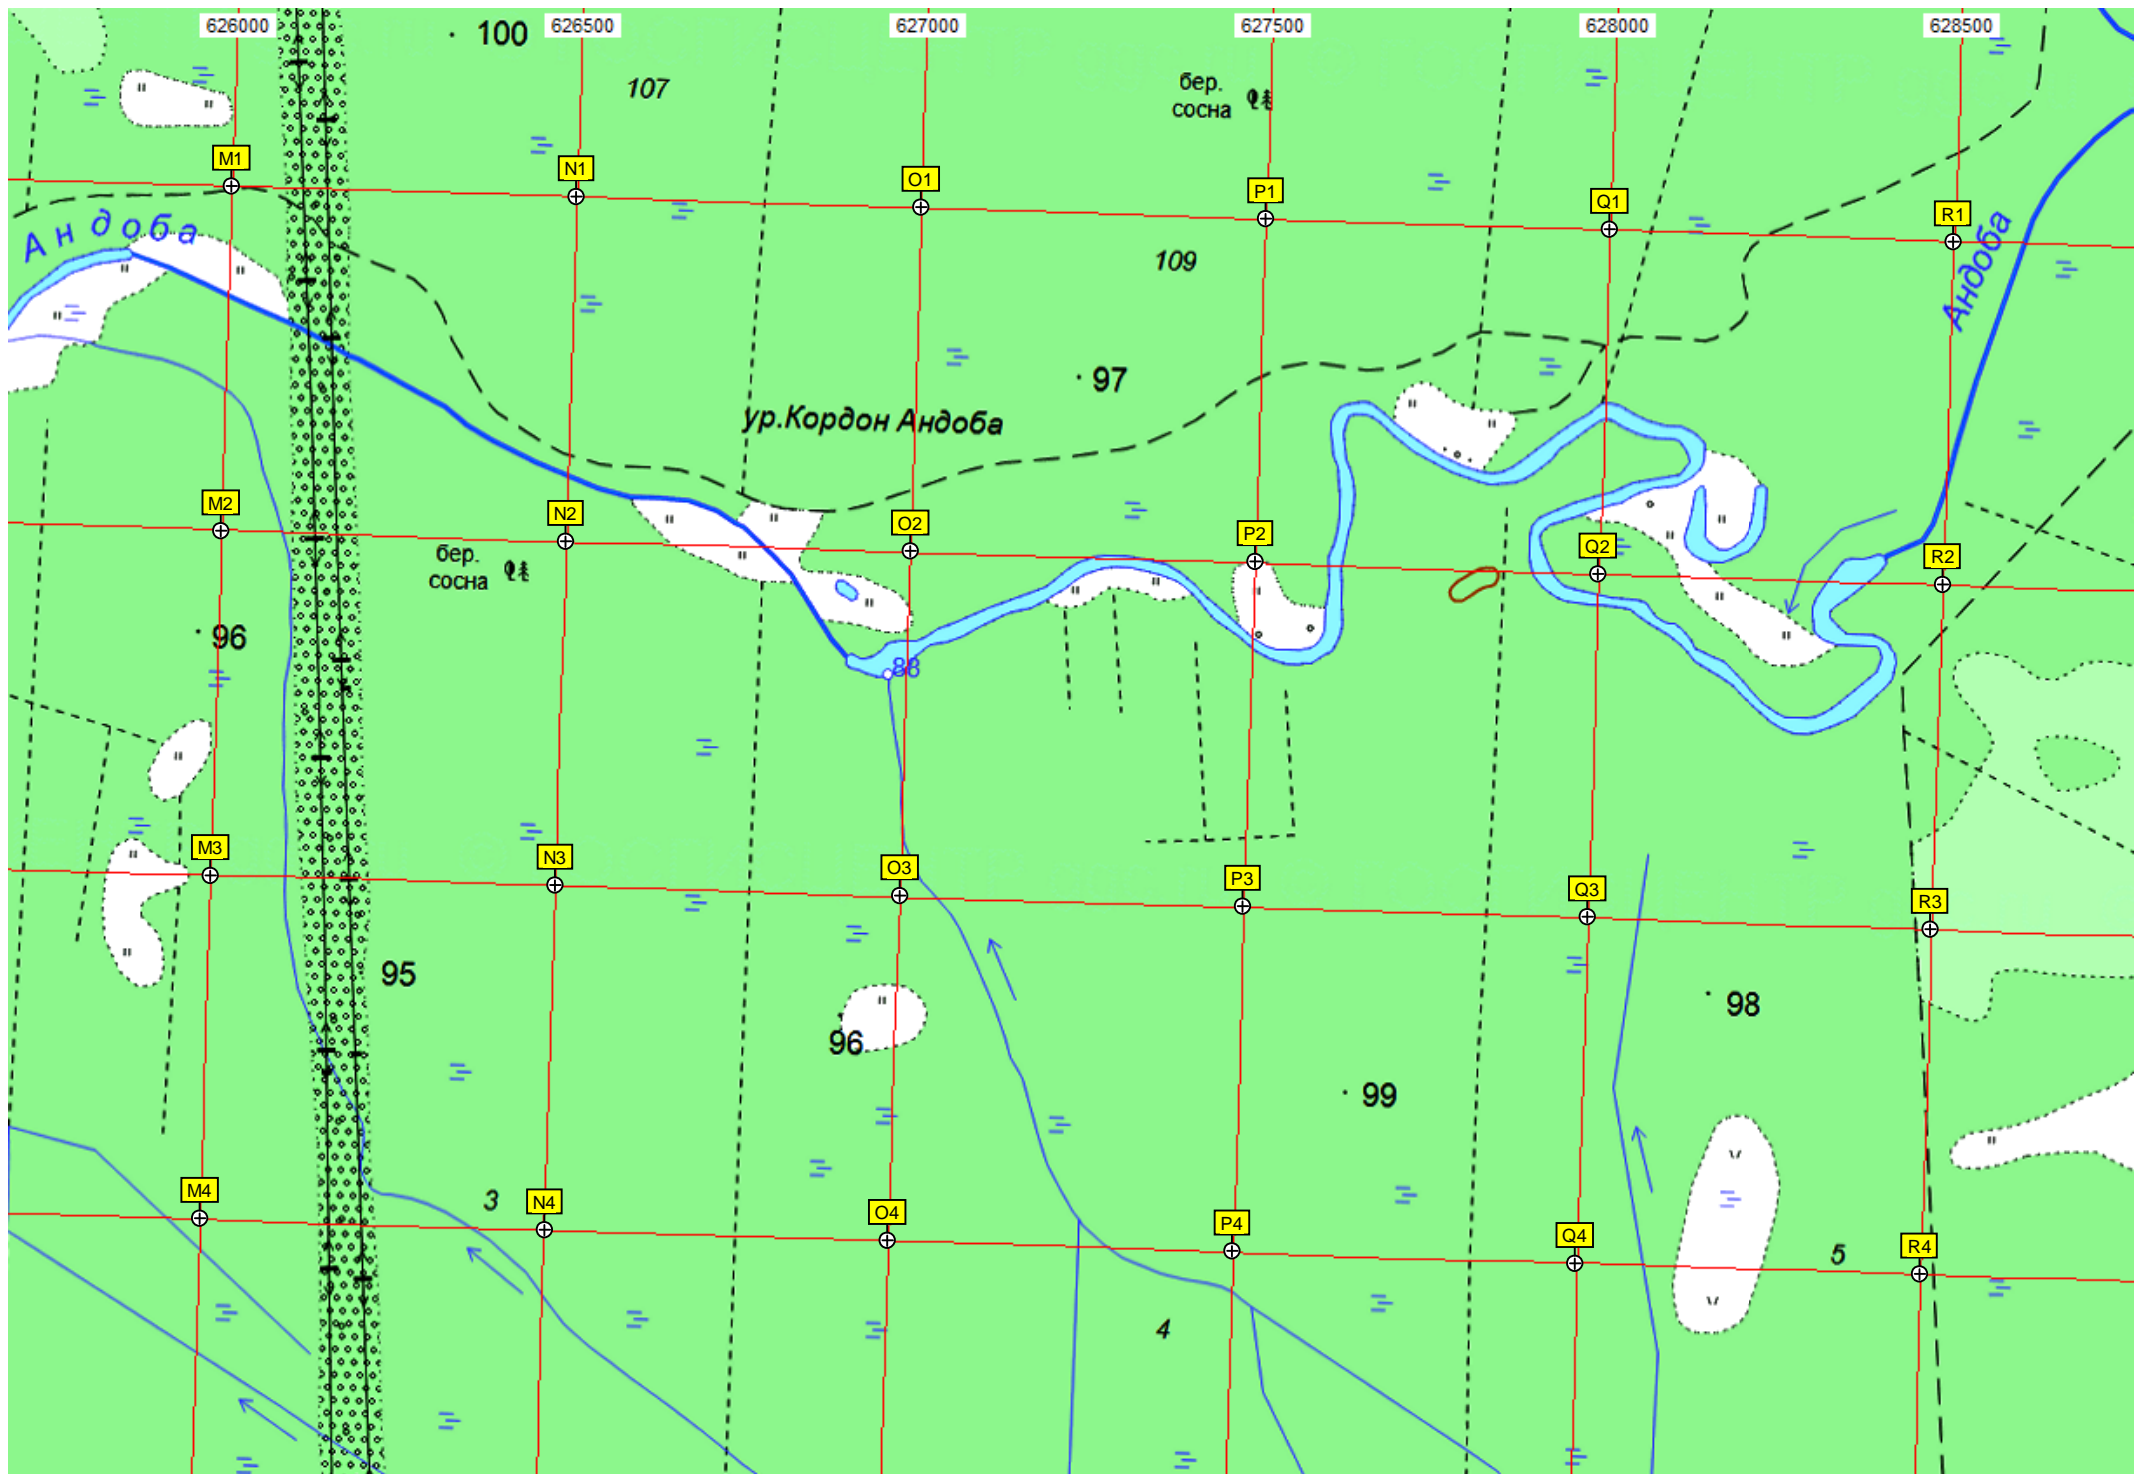 626000 626500 627000 627500 628000 628500
100
107
бер.
сосна
M1 N1 O1 P1 Q1 R1
Андоба
Андоба
109
97
ур.Кордон Андоба
M2 N2 O2 P2 Q2 R2
бер.
сосна
96
88
M3 N3 O3 P3 Q3 R3
95
98
96
99
M4 N4 O4 P4 Q4 R4
3
5
4